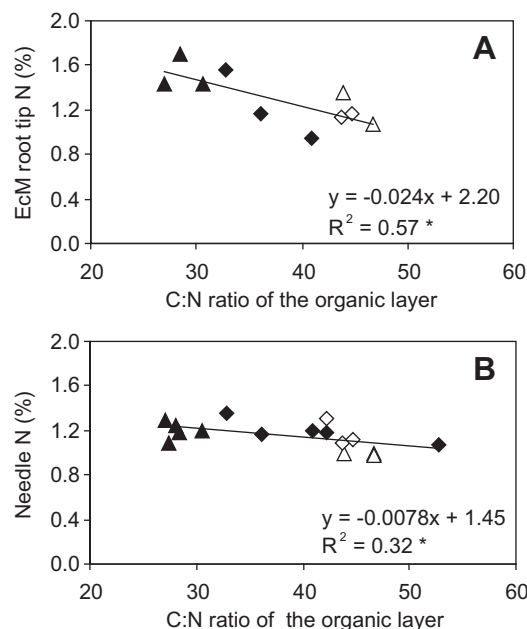 2.0
A
1.6
1.2
0.8
0.4
0.0
EcM root tip N (%)
y = -0.024x + 2.20
R² = 0.57 *
20 30 40 50 60
C:N ratio of the organic layer
2.0
B
1.6
1.2
0.8
0.4
0.0
Needle N (%)
y = -0.0078x + 1.45
R² = 0.32 *
20 30 40 50 60
C:N ratio of the organic layer